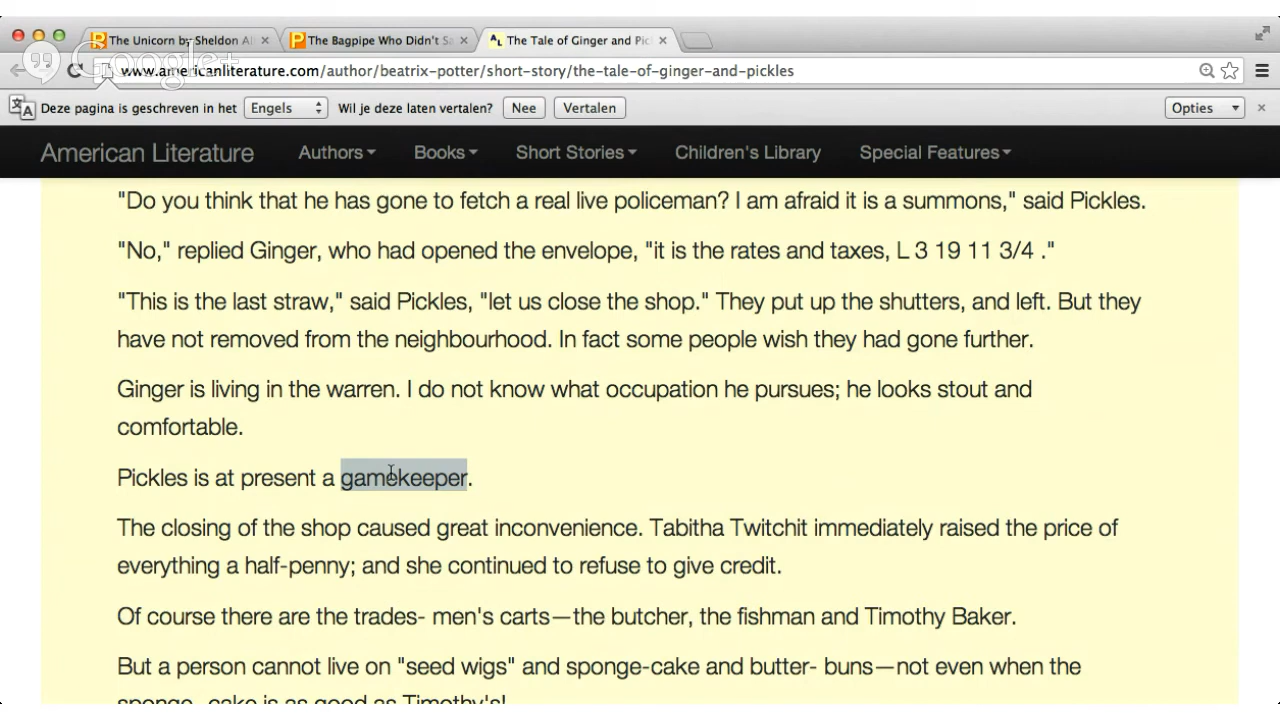 The Unicorn by Sheldon Al
The Bagpipe Who Didn't Sa
The Tale of Ginger and Pic
Google+
www.americanliterature.com/author/beatrix-potter/short-story/the-tale-of-ginger-and-pickles
Deze pagina is geschreven in het Engels Wil je deze laten vertalen? Nee Vertalen Opties
American Literature Authors Books Short Stories Children's Library Special Features
"Do you think that he has gone to fetch a real live policeman? I am afraid it is a summons," said Pickles.
"No," replied Ginger, who had opened the envelope, "it is the rates and taxes, L 3 19 11 3/4 ."
"This is the last straw," said Pickles, "let us close the shop." They put up the shutters, and left. But they
have not removed from the neighbourhood. In fact some people wish they had gone further.
Ginger is living in the warren. I do not know what occupation he pursues; he looks stout and
comfortable.
Pickles is at present a gamekeeper.
The closing of the shop caused great inconvenience. Tabitha Twitchit immediately raised the price of
everything a half-penny; and she continued to refuse to give credit.
Of course there are the trades- men's carts—the butcher, the fishman and Timothy Baker.
But a person cannot live on "seed wigs" and sponge-cake and butter- buns—not even when the
sponge- cake is as good as Timothy's!